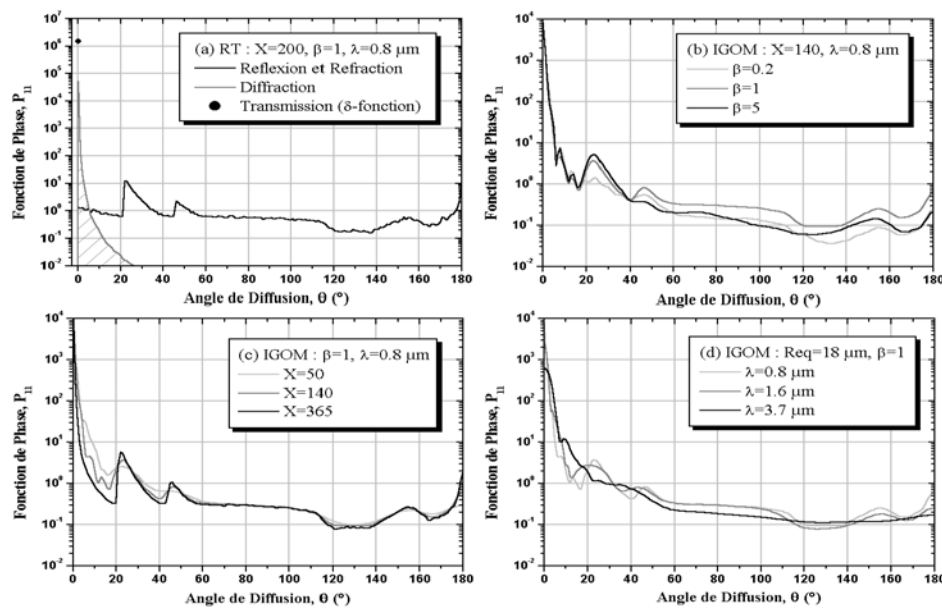 (a) RT : X=200, β=1, λ=0.8 µm
Reflexion et Refraction
Diffraction
Transmission (δ-fonction)
Fonction de Phase, P₁₁
10⁷
10⁶
10⁵
10⁴
10³
10²
10¹
10⁰
10⁻¹
10⁻²
0 20 40 60 80 100 120 140 160 180
Angle de Diffusion, θ (°)
(b) IGOM : X=140, λ=0.8 µm
β=0.2
β=1
β=5
Fonction de Phase, P₁₁
10⁴
10³
10²
10¹
10⁰
10⁻¹
10⁻²
0 20 40 60 80 100 120 140 160 180
Angle de Diffusion, θ (°)
(c) IGOM : β=1, λ=0.8 µm
X=50
X=140
X=365
Fonction de Phase, P₁₁
10⁴
10³
10²
10¹
10⁰
10⁻¹
10⁻²
0 20 40 60 80 100 120 140 160 180
Angle de Diffusion, θ (°)
(d) IGOM : Req=18 µm, β=1
λ=0.8 µm
λ=1.6 µm
λ=3.7 µm
Fonction de Phase, P₁₁
10⁴
10³
10²
10¹
10⁰
10⁻¹
10⁻²
0 20 40 60 80 100 120 140 160 180
Angle de Diffusion, θ (°)